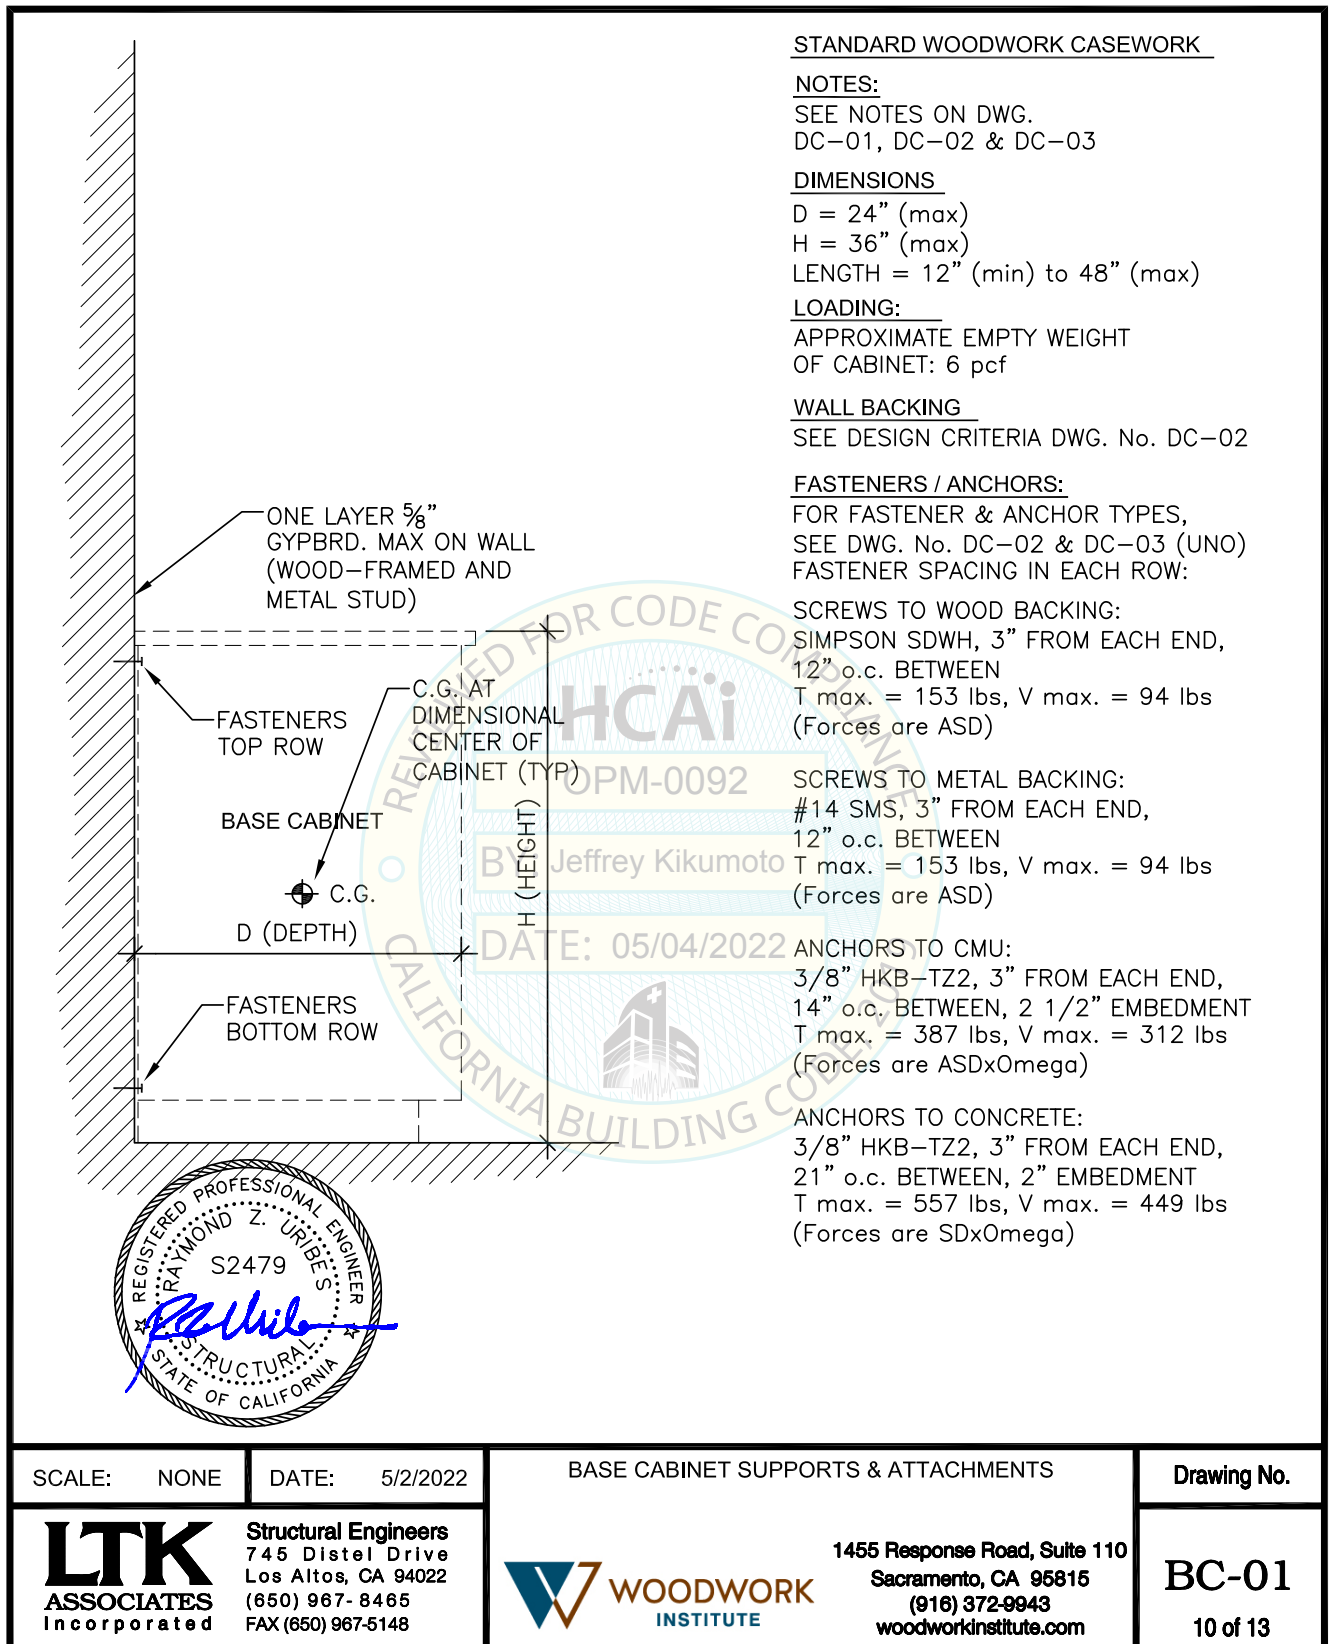 STANDARD WOODWORK CASEWORK
NOTES:
SEE NOTES ON DWG.
DC-01, DC-02 & DC-03
DIMENSIONS
D = 24" (max)
H = 36" (max)
LENGTH = 12" (min) to 48" (max)
LOADING:
APPROXIMATE EMPTY WEIGHT
OF CABINET: 6 pcf
WALL BACKING
SEE DESIGN CRITERIA DWG. No. DC-02
FASTENERS / ANCHORS:
FOR FASTENER & ANCHOR TYPES,
SEE DWG. No. DC-02 & DC-03 (UNO)
FASTENER SPACING IN EACH ROW:
SCREWS TO WOOD BACKING:
SIMPSON SDWH, 3" FROM EACH END,
12" o.c. BETWEEN
T max. = 153 lbs, V max. = 94 lbs
(Forces are ASD)
SCREWS TO METAL BACKING:
#14 SMS, 3" FROM EACH END,
12" o.c. BETWEEN
T max. = 153 lbs, V max. = 94 lbs
(Forces are ASD)
ANCHORS TO CMU:
3/8" HKB-TZ2, 3" FROM EACH END,
14" o.c. BETWEEN, 2 1/2" EMBEDMENT
T max. = 387 lbs, V max. = 312 lbs
(Forces are ASDxOmega)
ANCHORS TO CONCRETE:
3/8" HKB-TZ2, 3" FROM EACH END,
21" o.c. BETWEEN, 2" EMBEDMENT
T max. = 557 lbs, V max. = 449 lbs
(Forces are SDxOmega)
ONE LAYER 5/8"
GYPBRD. MAX ON WALL
(WOOD-FRAMED AND
METAL STUD)
C.G. AT
DIMENSIONAL
CENTER OF
CABINET (TYP)
FASTENERS
TOP ROW
BASE CABINET
C.G.
D (DEPTH)
H (HEIGHT)
FASTENERS
BOTTOM ROW
REVIEWED FOR CODE COMPLIANCE
HCAi
OPM-0092
BY: Jeffrey Kikumoto
DATE: 05/04/2022
CALIFORNIA BUILDING CODE 2019
REGISTERED PROFESSIONAL ENGINEER
RAYMOND Z. URIBES
S2479
STRUCTURAL
STATE OF CALIFORNIA
SCALE: NONE
DATE: 5/2/2022
BASE CABINET SUPPORTS & ATTACHMENTS
Drawing No.
LTK
ASSOCIATES
Incorporated
Structural Engineers
745 Distel Drive
Los Altos, CA 94022
(650) 967-8465
FAX (650) 967-5148
WOODWORK
INSTITUTE
1455 Response Road, Suite 110
Sacramento, CA 95815
(916) 372-9943
woodworkinstitute.com
BC-01
10 of 13